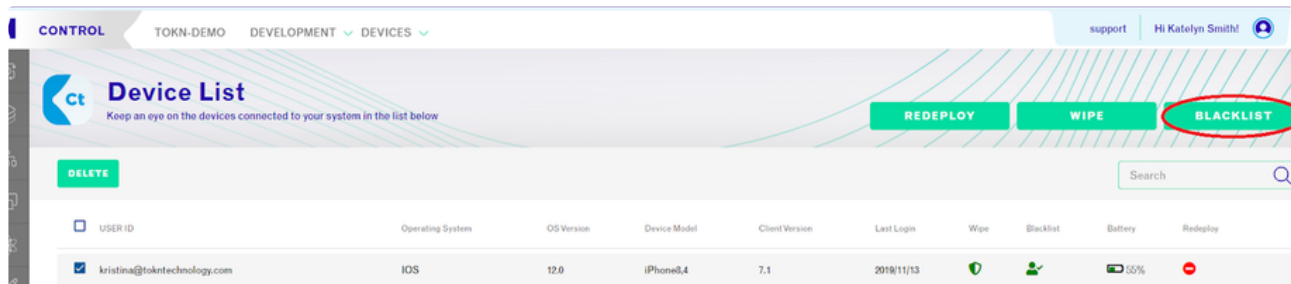 CONTROL TOKN-DEMO DEVELOPMENT DEVICES support Hi Katelyn Smith!
Ct
Device List
Keep an eye on the devices connected to your system in the list below
REDEPLOY WIPE BLACKLIST
DELETE
Search
USER ID Operating System OS Version Device Model Client Version Last Login Wipe Blacklist Battery Redeploy
kristina@tokntechnology.com IOS 12.0 iPhone8,4 7.1 2019/11/13 55%